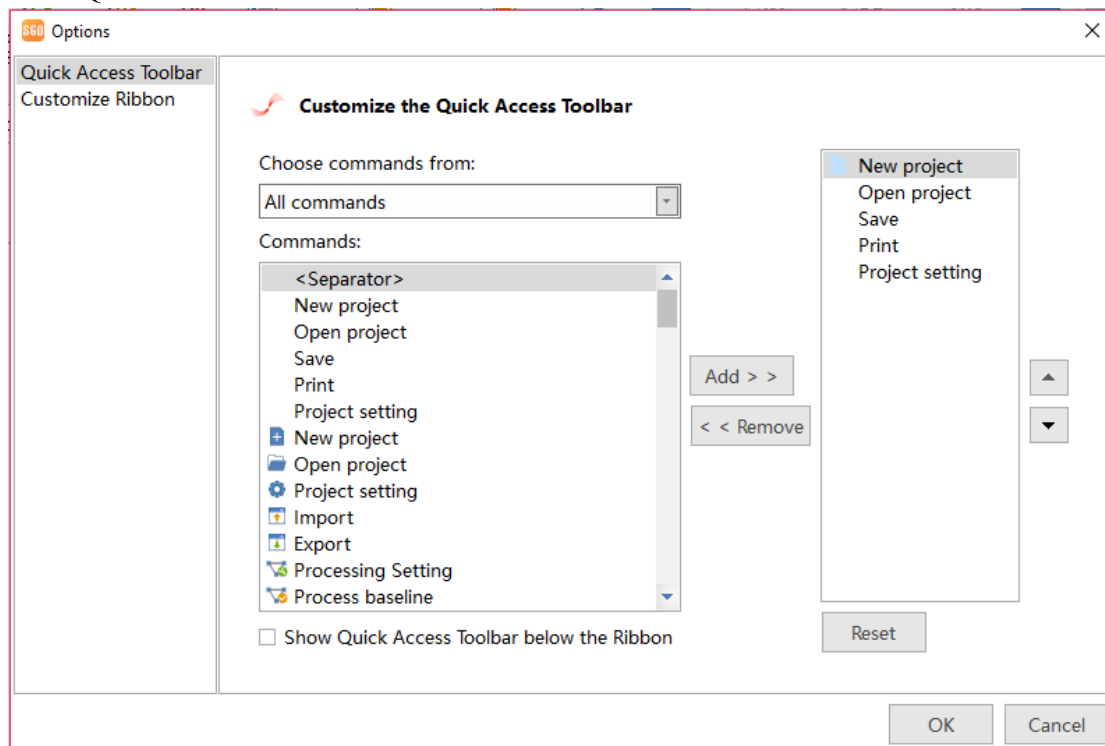 SGO Options
Quick Access Toolbar
Customize Ribbon
Customize the Quick Access Toolbar
Choose commands from:
All commands
Commands:
<Separator>
New project
Open project
Save
Print
Project setting
New project
Open project
Project setting
Import
Export
Processing Setting
Process baseline
Show Quick Access Toolbar below the Ribbon
Add > >
< < Remove
New project
Open project
Save
Print
Project setting
Reset
OK
Cancel